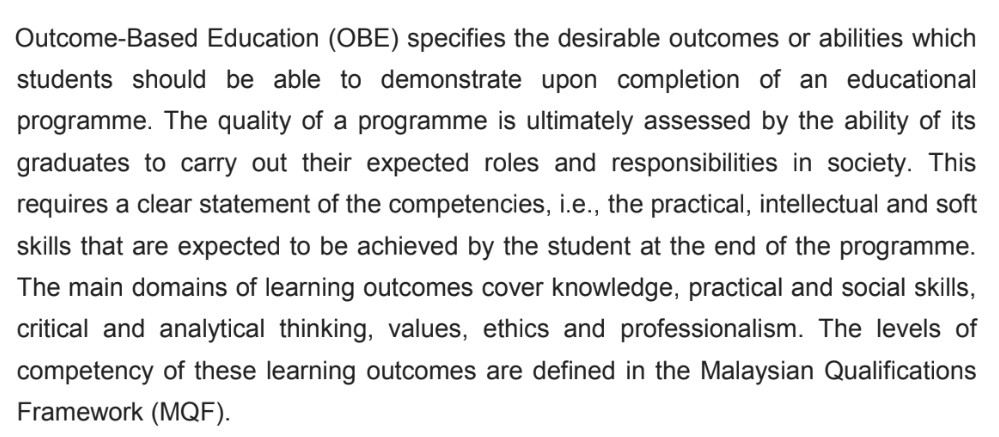 Outcome-Based Education (OBE) specifies the desirable outcomes or abilities which
students should be able to demonstrate upon completion of an educational
programme. The quality of a programme is ultimately assessed by the ability of its
graduates to carry out their expected roles and responsibilities in society. This
requires a clear statement of the competencies, i.e., the practical, intellectual and soft
skills that are expected to be achieved by the student at the end of the programme.
The main domains of learning outcomes cover knowledge, practical and social skills,
critical and analytical thinking, values, ethics and professionalism. The levels of
competency of these learning outcomes are defined in the Malaysian Qualifications
Framework (MQF).